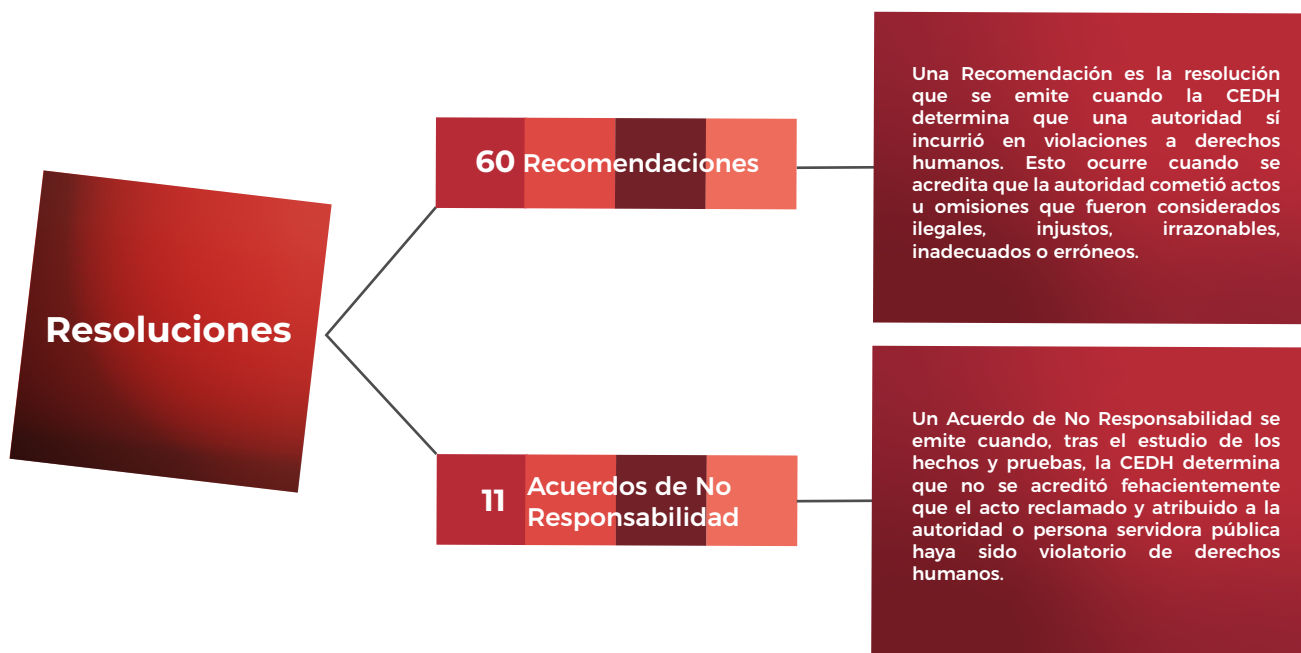 Resoluciones
60 Recomendaciones
Una Recomendación es la resolución
que se emite cuando la CEDH
determina que una autoridad sí
incurrió en violaciones a derechos
humanos. Esto ocurre cuando se
acredita que la autoridad cometió actos
u omisiones que fueron considerados
ilegales, injustos, irrazonables,
inadecuados o erróneos.
11 Acuerdos de No
Responsabilidad
Un Acuerdo de No Responsabilidad se
emite cuando, tras el estudio de los
hechos y pruebas, la CEDH determina
que no se acreditó fehacientemente
que el acto reclamado y atribuido a la
autoridad o persona servidora pública
haya sido violatorio de derechos
humanos.